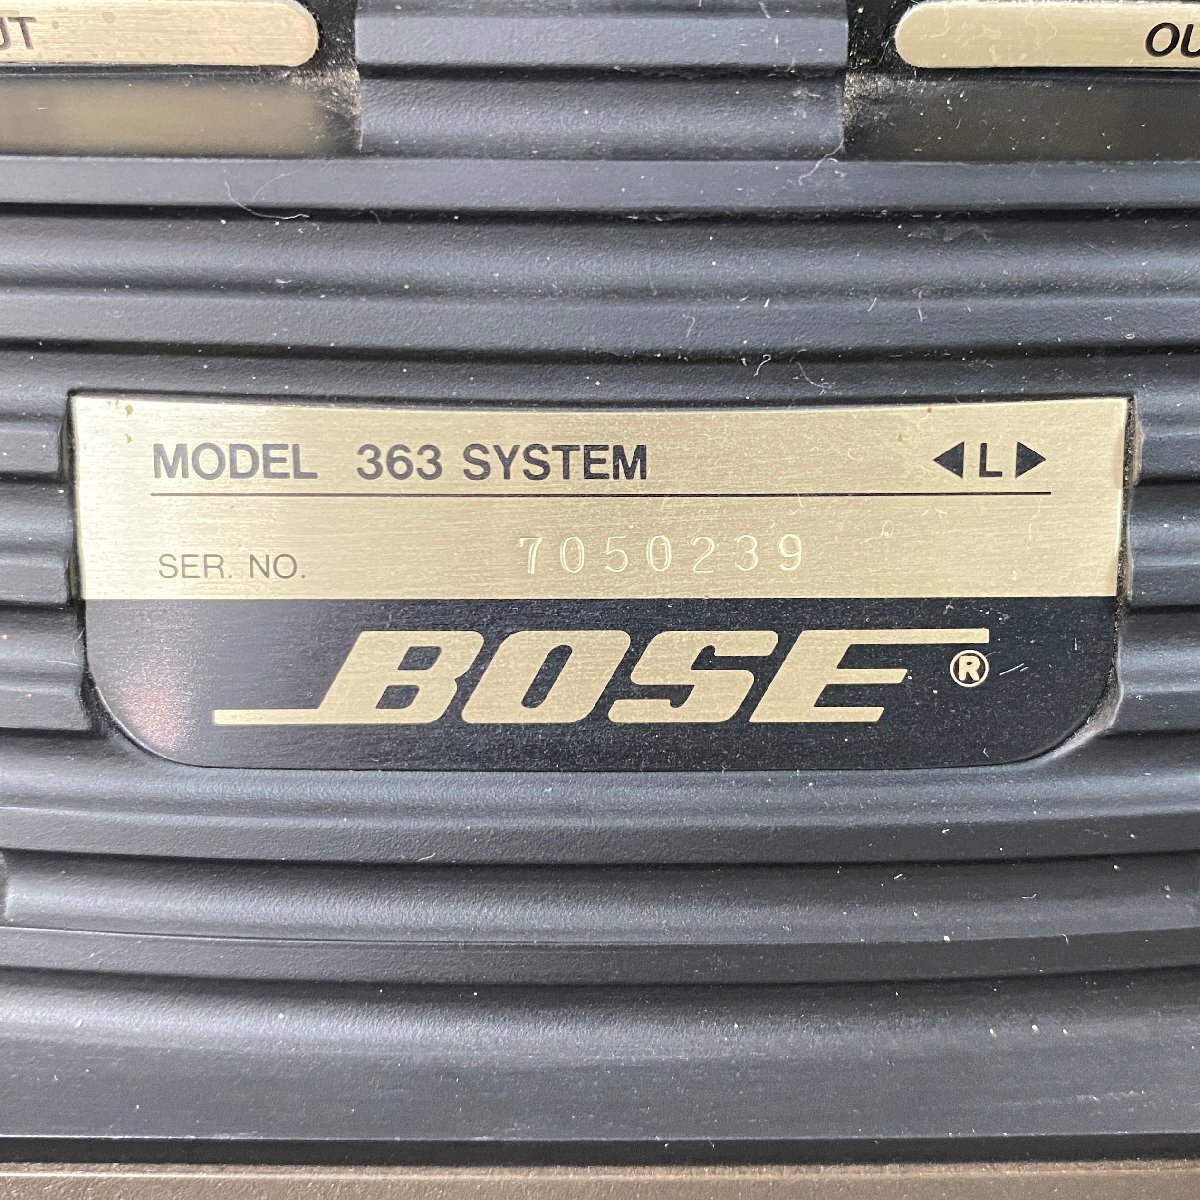 MODEL 363 SYSTEM ◀L▶
SER. NO. 7050239
BOSE®